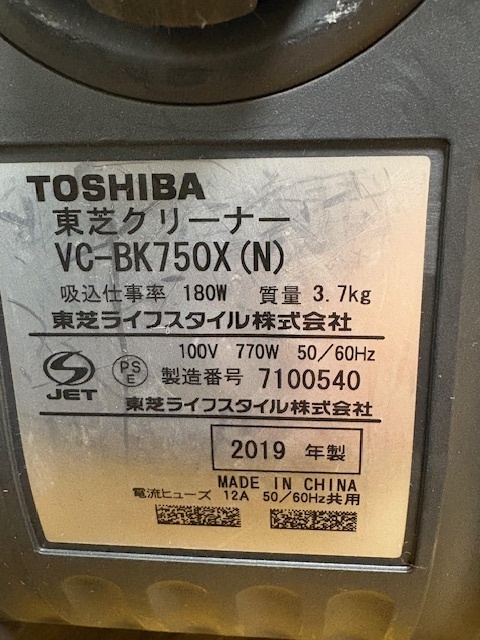 TOSHIBA
東芝クリーナー
VC-BK750X(N)
吸込仕事率 180W 質量 3.7kg
東芝ライフスタイル株式会社
100V 770W 50/60Hz
JET PS E 製造番号 7100540
東芝ライフスタイル株式会社
2019 年製
MADE IN CHINA
電流ヒューズ 12A 50/60Hz共用